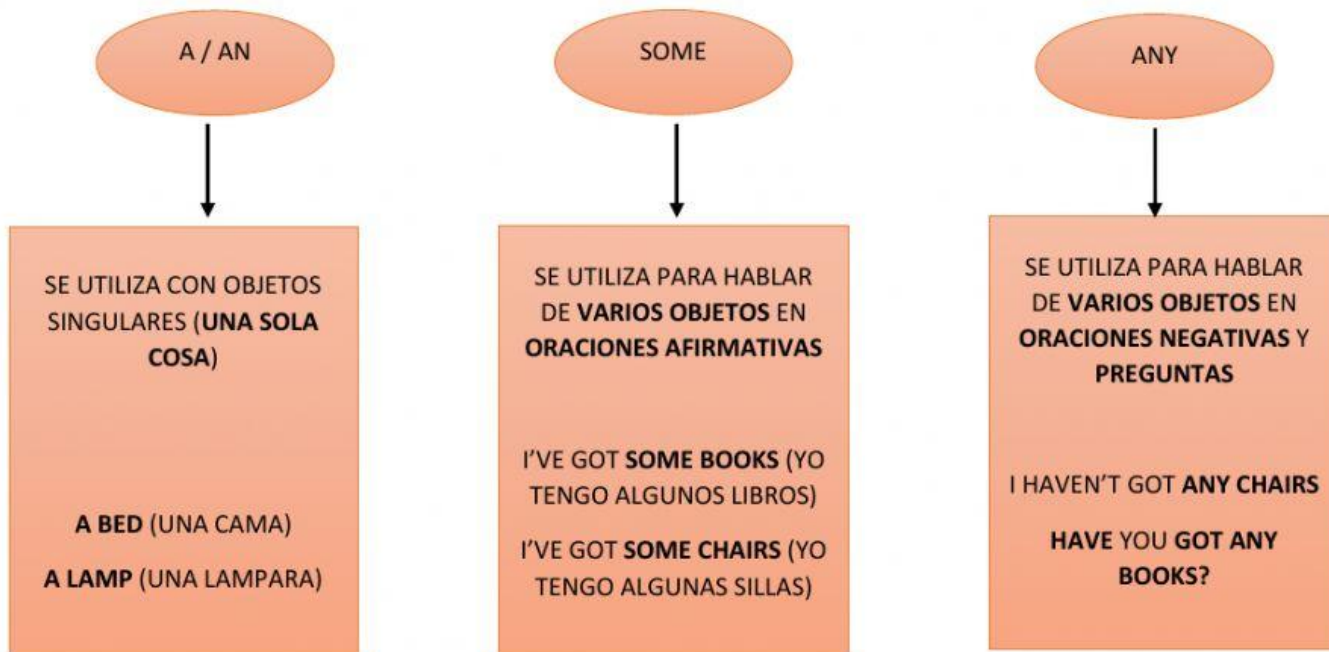 A / AN
SE UTILIZA CON OBJETOS
SINGULARES (UNA SOLA
COSA)
A BED (UNA CAMA)
A LAMP (UNA LAMPARA)
SOME
SE UTILIZA PARA HABLAR
DE VARIOS OBJETOS EN
ORACIONES AFIRMATIVAS
I'VE GOT SOME BOOKS (YO
TENGO ALGUNOS LIBROS)
I'VE GOT SOME CHAIRS (YO
TENGO ALGUNAS SILLAS)
ANY
SE UTILIZA PARA HABLAR
DE VARIOS OBJETOS EN
ORACIONES NEGATIVAS Y
PREGUNTAS
I HAVEN'T GOT ANY CHAIRS
HAVE YOU GOT ANY
BOOKS?